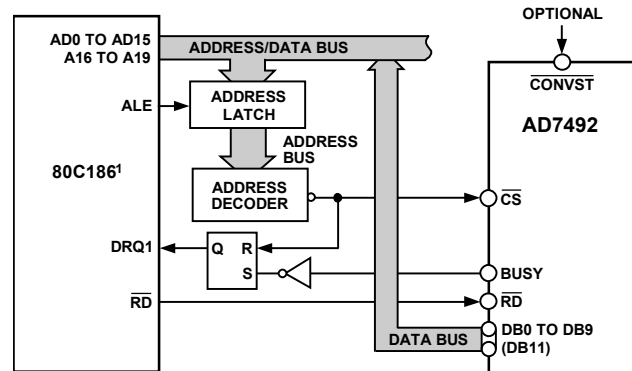 OPTIONAL
AD0 TO AD15
A16 TO A19
ADDRESS/DATA BUS
CONVST
ALE
ADDRESS
LATCH
AD7492
ADDRESS
BUS
80C186¹
ADDRESS
DECODER
CS
DRQ1
Q
R
S
BUSY
RD
RD
DB0 TO DB9
(DB11)
DATA BUS